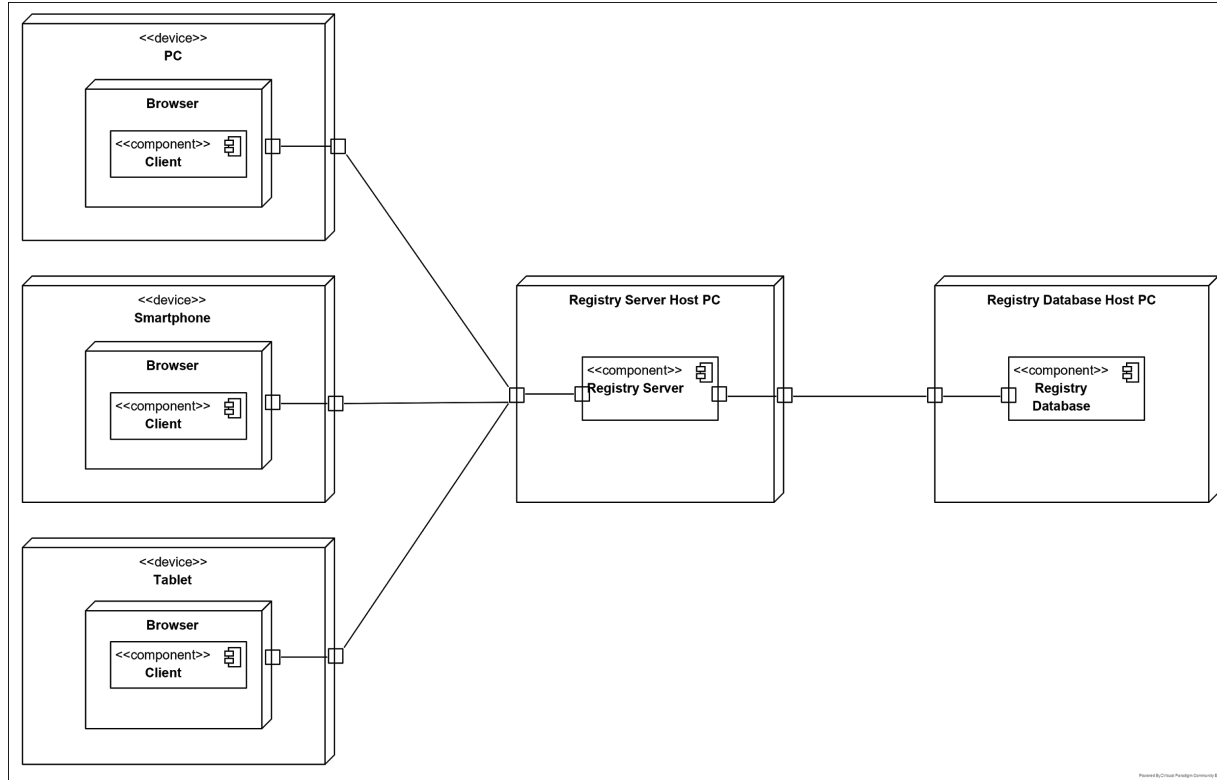 <<device>>
PC
Browser
<<component>>
Client
<<device>>
Smartphone
Browser
<<component>>
Client
<<device>>
Tablet
Browser
<<component>>
Client
Registry Server Host PC
<<component>>
Registry Server
Registry Database Host PC
<<component>>
Registry
Database